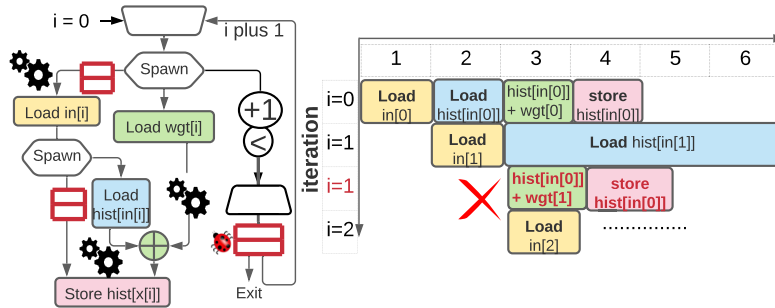 i = 0
i plus 1
Spawn
+1
<
Load in[i]
Load wgt[i]
Spawn
Load
hist[in[i]]
Store hist[x[i]]
Exit
iteration
1 2 3 4 5 6
i=0
Load
in[0]
Load
hist[in[0]]
hist[in[0]]
+ wgt[0]
store
hist[in[0]]
i=1
Load
in[1]
Load hist[in[1]]
i=1
hist[in[0]]
+ wgt[1]
store
hist[in[0]]
i=2
Load
in[2]
...............